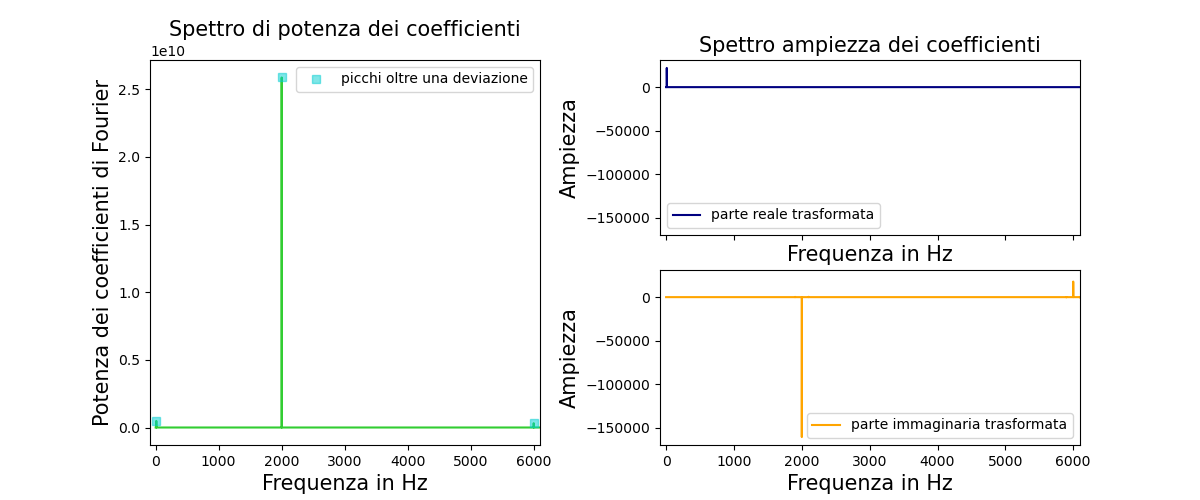 Spettro di potenza dei coefficienti
1e10
Potenza dei coefficienti di Fourier
2.5
2.0
1.5
1.0
0.5
0.0
picchi oltre una deviazione
0 1000 2000 3000 4000 5000 6000
Frequenza in Hz
Spettro ampiezza dei coefficienti
Ampiezza
0
−50000
−100000
−150000
parte reale trasformata
Frequenza in Hz
Ampiezza
0
−50000
−100000
−150000
parte immaginaria trasformata
0 1000 2000 3000 4000 5000 6000
Frequenza in Hz